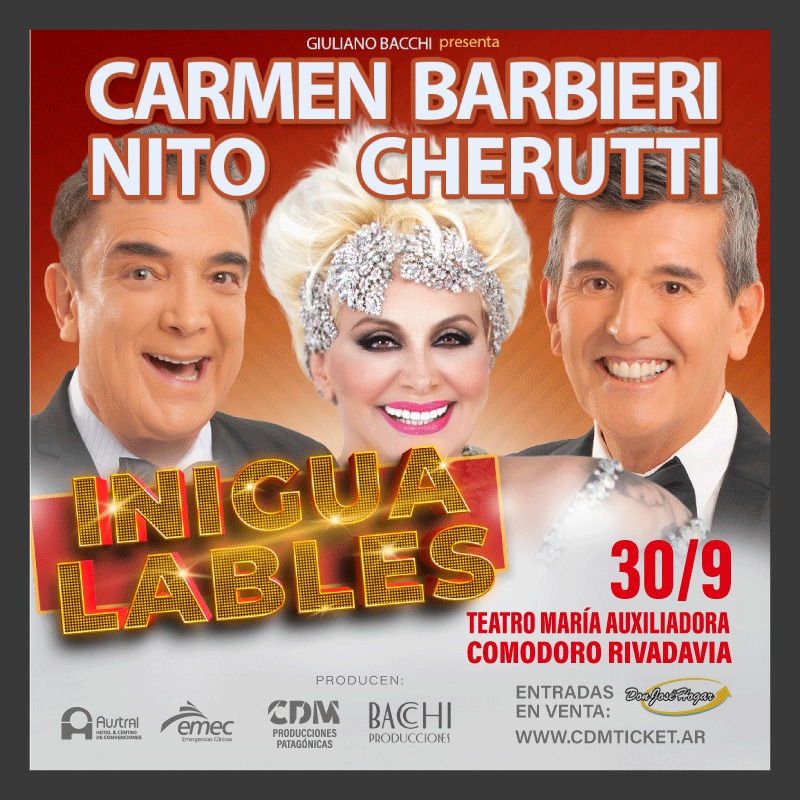 GIULIANO BACCHI presenta
CARMEN BARBIERI
NITO CHERUTTI
INIGUA
LABLES
30/9
TEATRO MARÍA AUXILIADORA
COMODORO RIVADAVIA
PRODUCEN:
Austral
HOTEL & CENTRO
DE CONVENCIONES
emec
Emergencias Clínicas
CDM
PRODUCCIONES
PATAGÓNICAS
BACCHI
PRODUCCIONES
ENTRADAS
EN VENTA:
Don José Hogar
WWW.CDMTICKET.AR